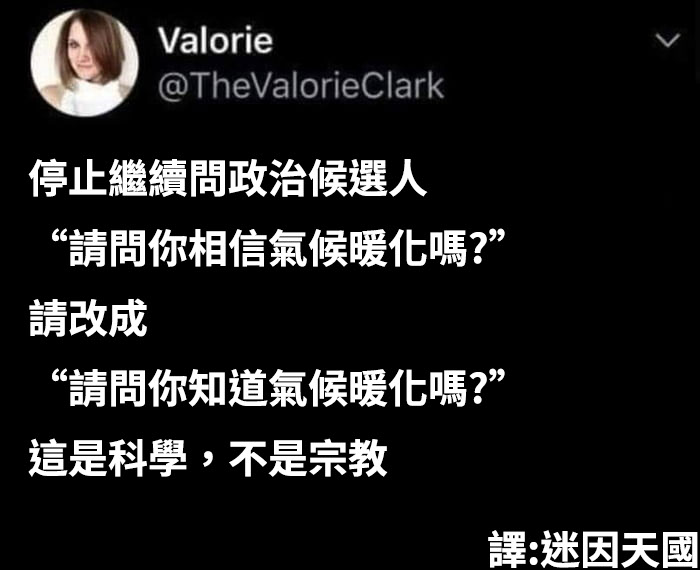 Valorie
@TheValorieClark
停止繼續問政治候選人
“請問你相信氣候暖化嗎?”
請改成
“請問你知道氣候暖化嗎?”
這是科學，不是宗教
譯:迷因天國